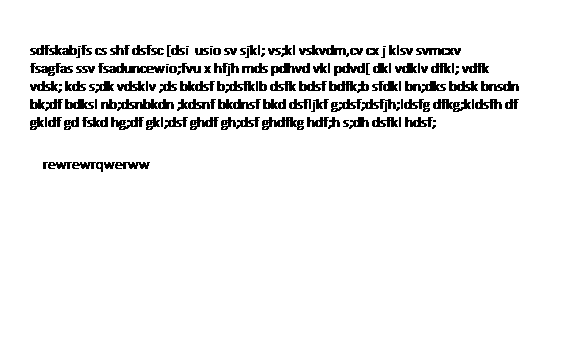 sdfskabjfs cs shf dsfsc [dsi usio sv sjkl; vs;kl vskvdm,cv cx j klsv svmcxv
fsagfas ssv fsaduncewio;fvu x hfjh mds pdhvd vkl pdvd[ dkl vdklv dfkl; vdfk
vdsk; kds s;dk vdsklv ;ds bkdsf b;dsfklb dsfk bdsf bdfk;b sfdkl bn;dks bdsk bnsdn
bk;df bdksl nb;dsnbkdn ;kdsnf bkdnsf bkd dsfljkf g;dsf;dsfjh;ldsfg dfkg;kldsfh df
gkldf gd fskd hg;df gkl;dsf ghdf gh;dsf ghdfkg hdf;h s;dh dsfkl hdsf;
rewrewrqwerww